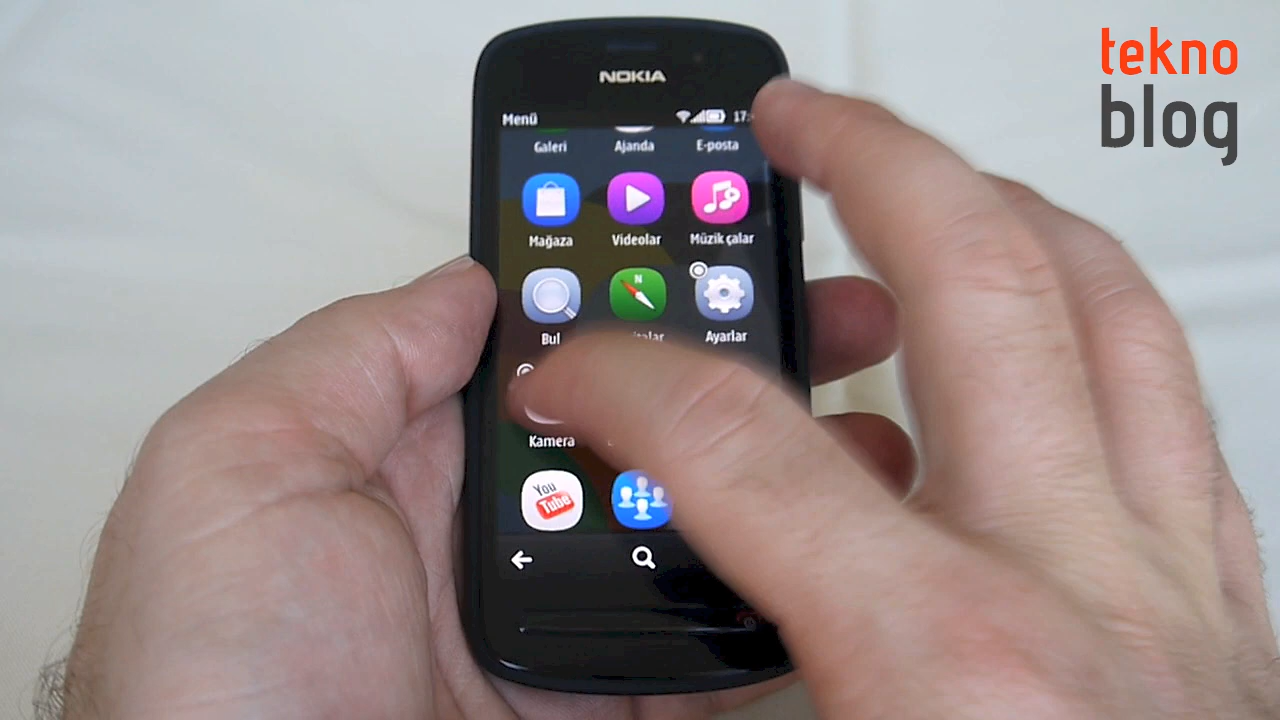 tekno
blog
NOKIA
Menü
Galeri Ajanda E-posta
Mağaza Videolar Müzik çalar
N
Bul Ayarlar
Kamera
You
Tube